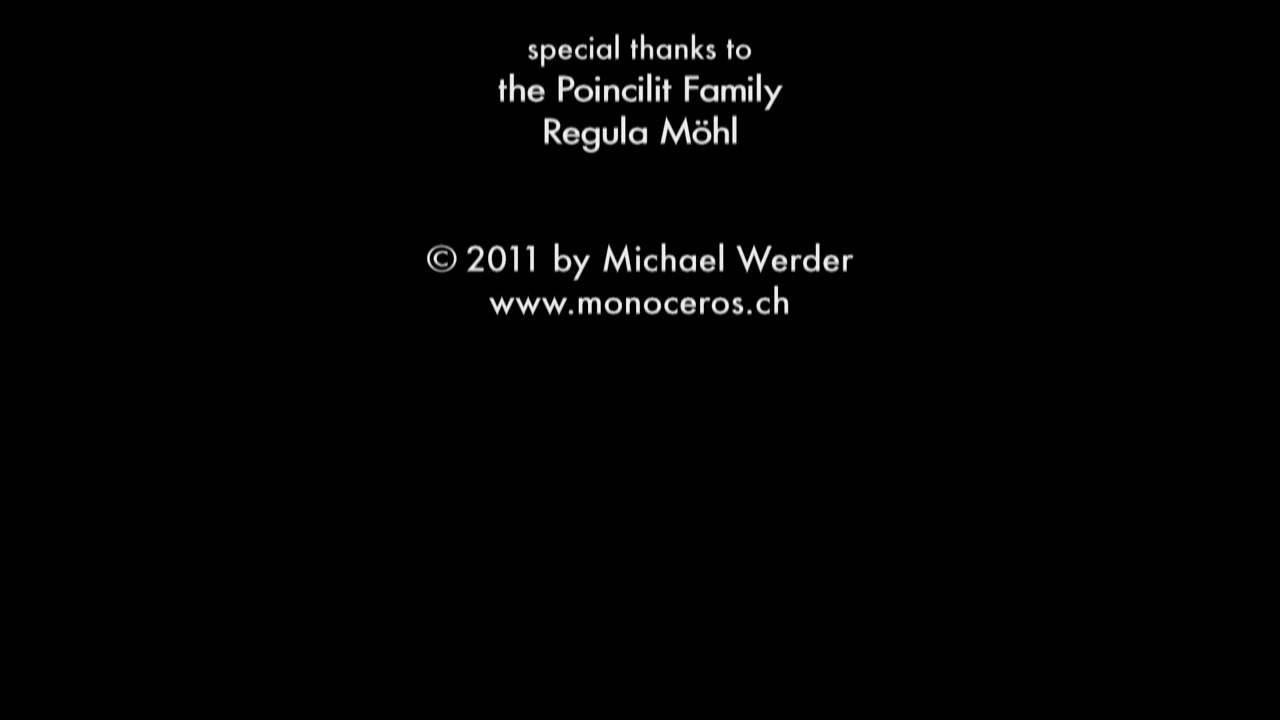 special thanks to
the Poincilit Family
Regula Möhl
© 2011 by Michael Werder
www.monoceros.ch